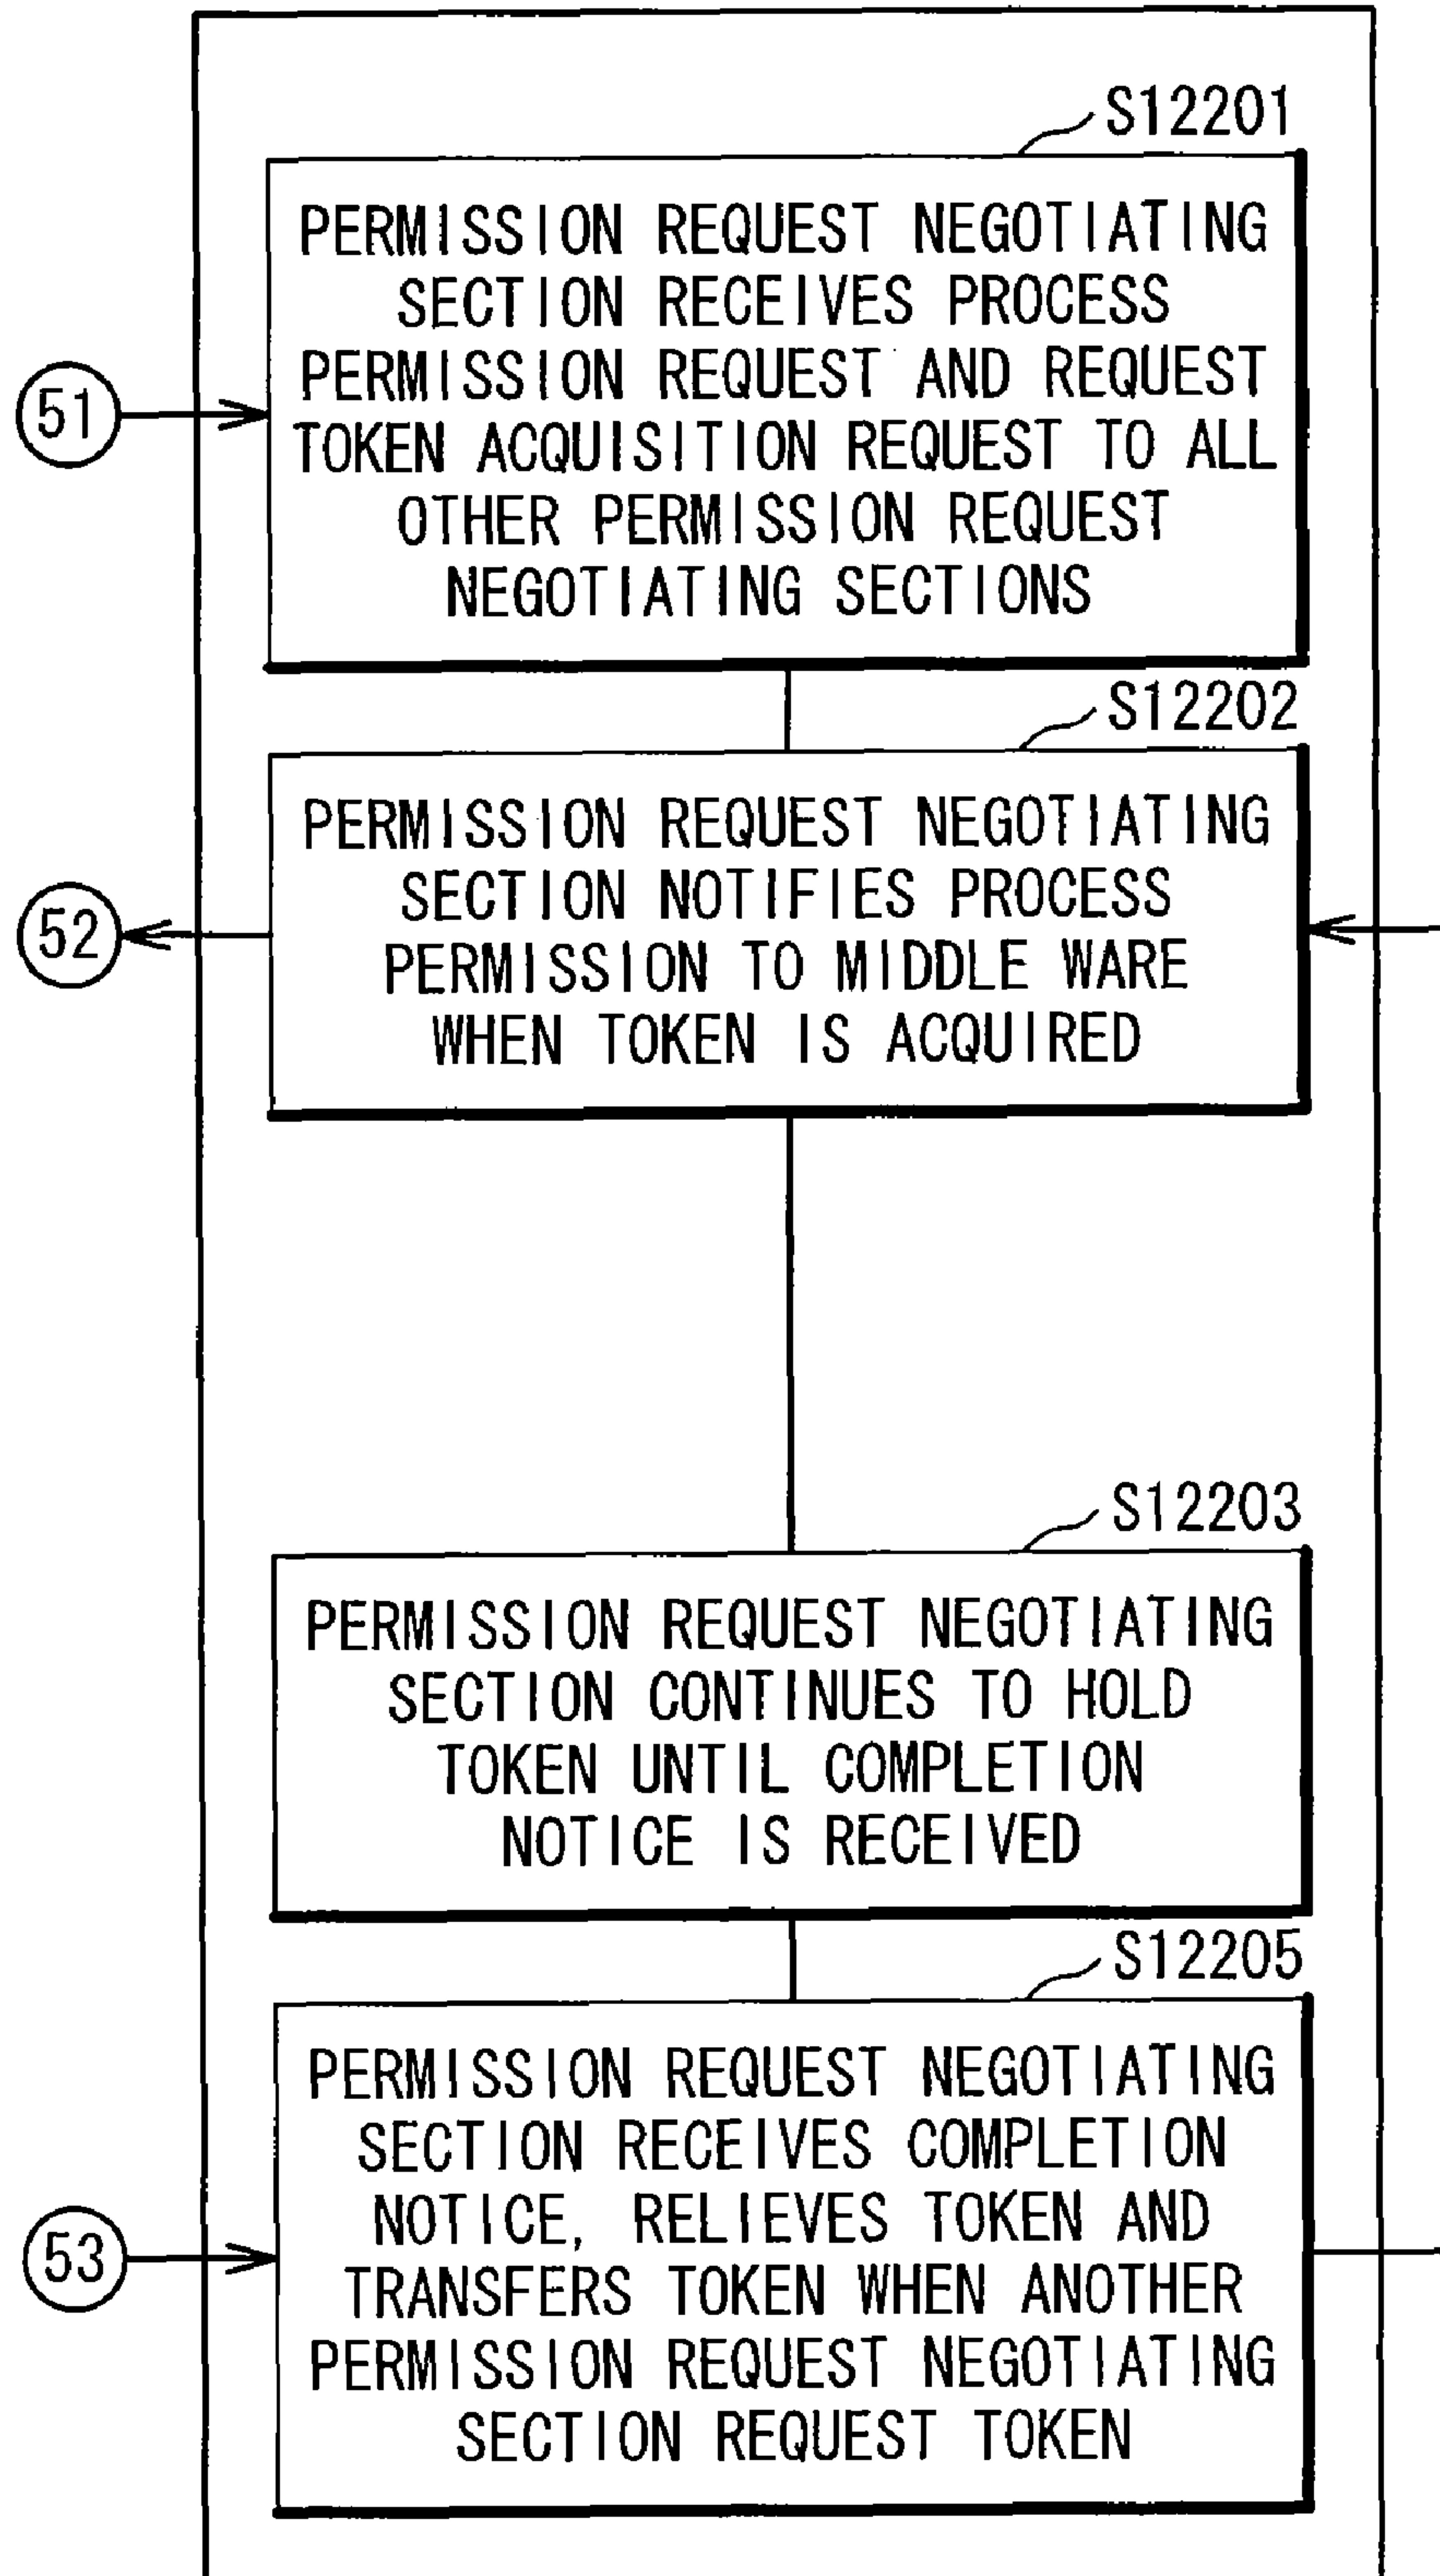 S12201
PERMISSION REQUEST NEGOTIATING
SECTION RECEIVES PROCESS
PERMISSION REQUEST AND REQUEST
TOKEN ACQUISITION REQUEST TO ALL
OTHER PERMISSION REQUEST
NEGOTIATING SECTIONS
51
S12202
PERMISSION REQUEST NEGOTIATING
SECTION NOTIFIES PROCESS
PERMISSION TO MIDDLE WARE
WHEN TOKEN IS ACQUIRED
52
S12203
PERMISSION REQUEST NEGOTIATING
SECTION CONTINUES TO HOLD
TOKEN UNTIL COMPLETION
NOTICE IS RECEIVED
S12205
PERMISSION REQUEST NEGOTIATING
SECTION RECEIVES COMPLETION
NOTICE, RELIEVES TOKEN AND
TRANSFERS TOKEN WHEN ANOTHER
PERMISSION REQUEST NEGOTIATING
SECTION REQUEST TOKEN
53